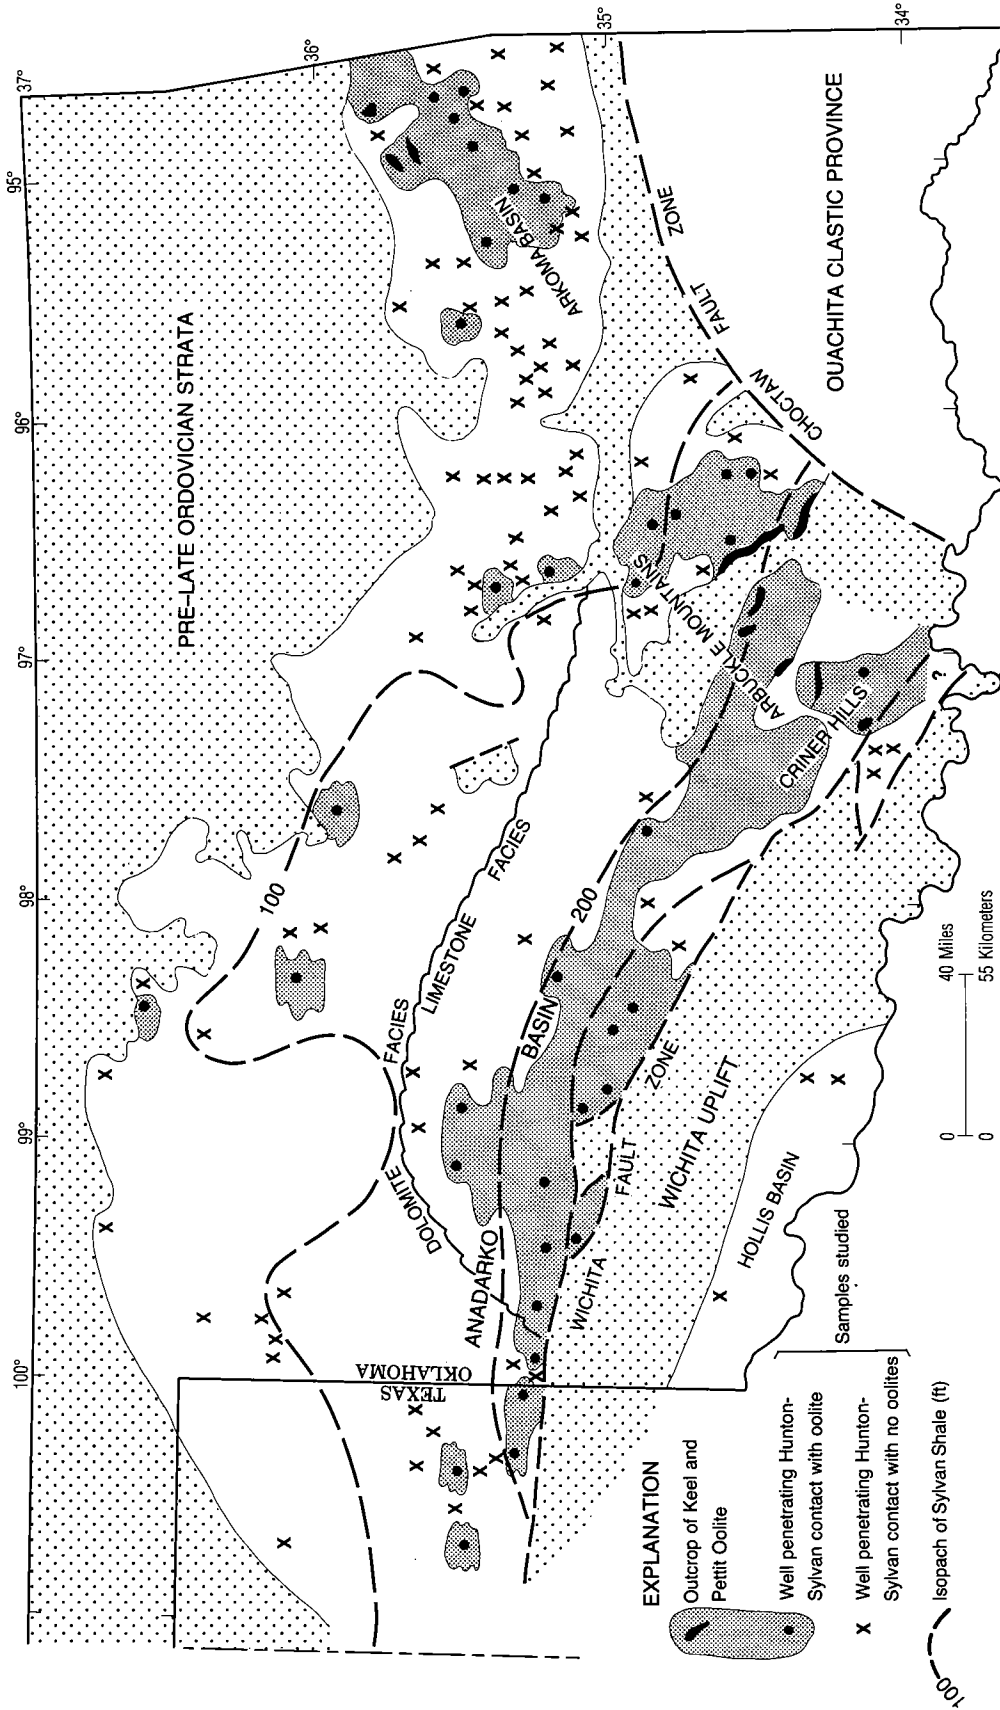 37°
36°
35°
34°
95°
96°
97°
98°
99°
100°
PRE–LATE ORDOVICIAN STRATA
ARKOMA BASIN
OUACHITA CLASTIC PROVINCE
CHOCTAW FAULT ZONE
ARBUCKLE MOUNTAINS
CRINER HILLS
?
100
200
DOLOMITE FACIES
LIMESTONE FACIES
ANADARKO BASIN
WICHITA FAULT ZONE
WICHITA UPLIFT
HOLLIS BASIN
TEXAS
OKLAHOMA
0 40 Miles
0 55 Kilometers
EXPLANATION
Outcrop of Keel and
Pettit Oolite
Well penetrating Hunton-
Sylvan contact with oolite
X Well penetrating Hunton-
Sylvan contact with no oolites
Samples studied
100 Isopach of Sylvan Shale (ft)